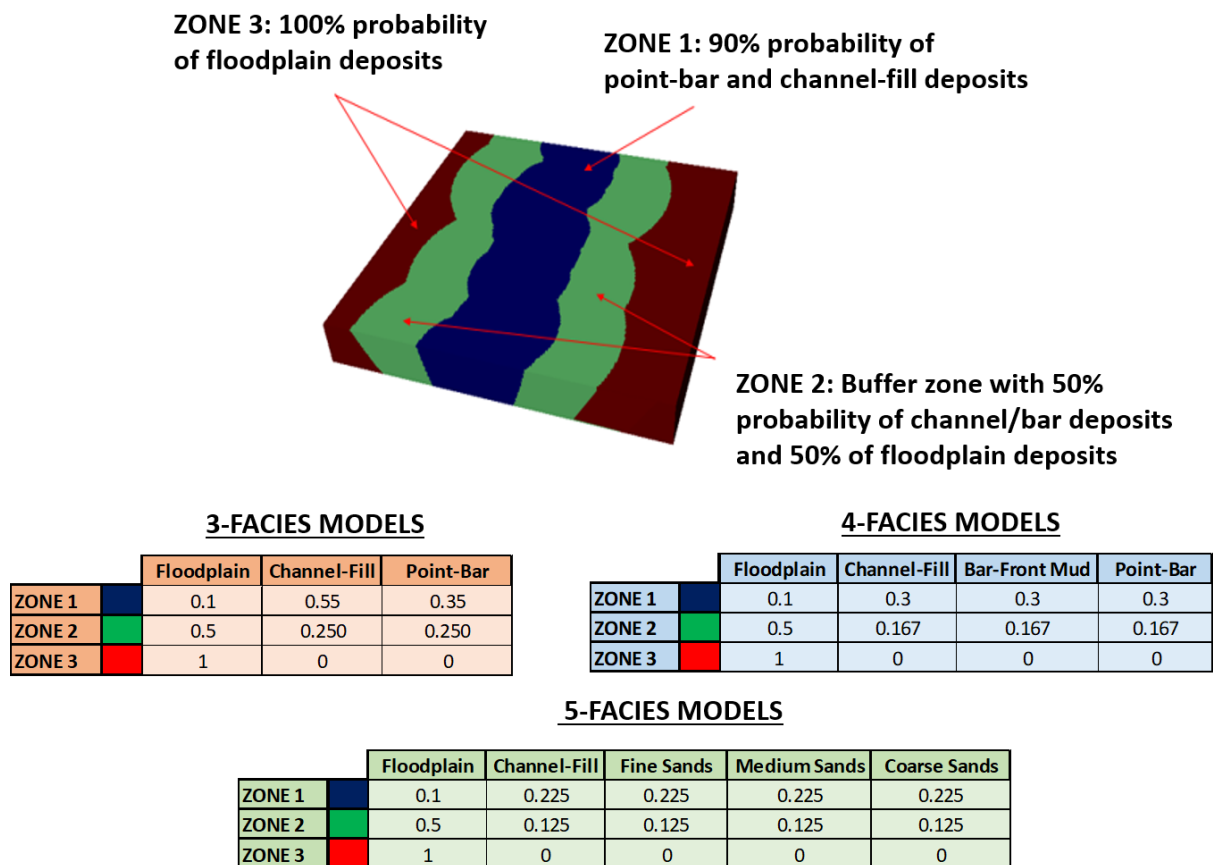 ZONE 3: 100% probability
of floodplain deposits
ZONE 1: 90% probability of
point-bar and channel-fill deposits
ZONE 2: Buffer zone with 50%
probability of channel/bar deposits
and 50% of floodplain deposits
3-FACIES MODELS
Floodplain Channel-Fill Point-Bar
ZONE 1 0.1 0.55 0.35
ZONE 2 0.5 0.250 0.250
ZONE 3 1 0 0
4-FACIES MODELS
Floodplain Channel-Fill Bar-Front Mud Point-Bar
ZONE 1 0.1 0.3 0.3 0.3
ZONE 2 0.5 0.167 0.167 0.167
ZONE 3 1 0 0 0
5-FACIES MODELS
Floodplain Channel-Fill Fine Sands Medium Sands Coarse Sands
ZONE 1 0.1 0.225 0.225 0.225 0.225
ZONE 2 0.5 0.125 0.125 0.125 0.125
ZONE 3 1 0 0 0 0